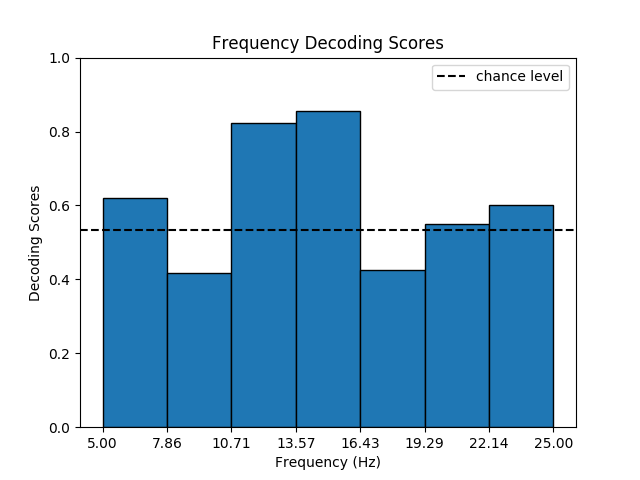 Frequency Decoding Scores
chance level
Decoding Scores
1.0
0.8
0.6
0.4
0.2
0.0
5.00 7.86 10.71 13.57 16.43 19.29 22.14 25.00
Frequency (Hz)